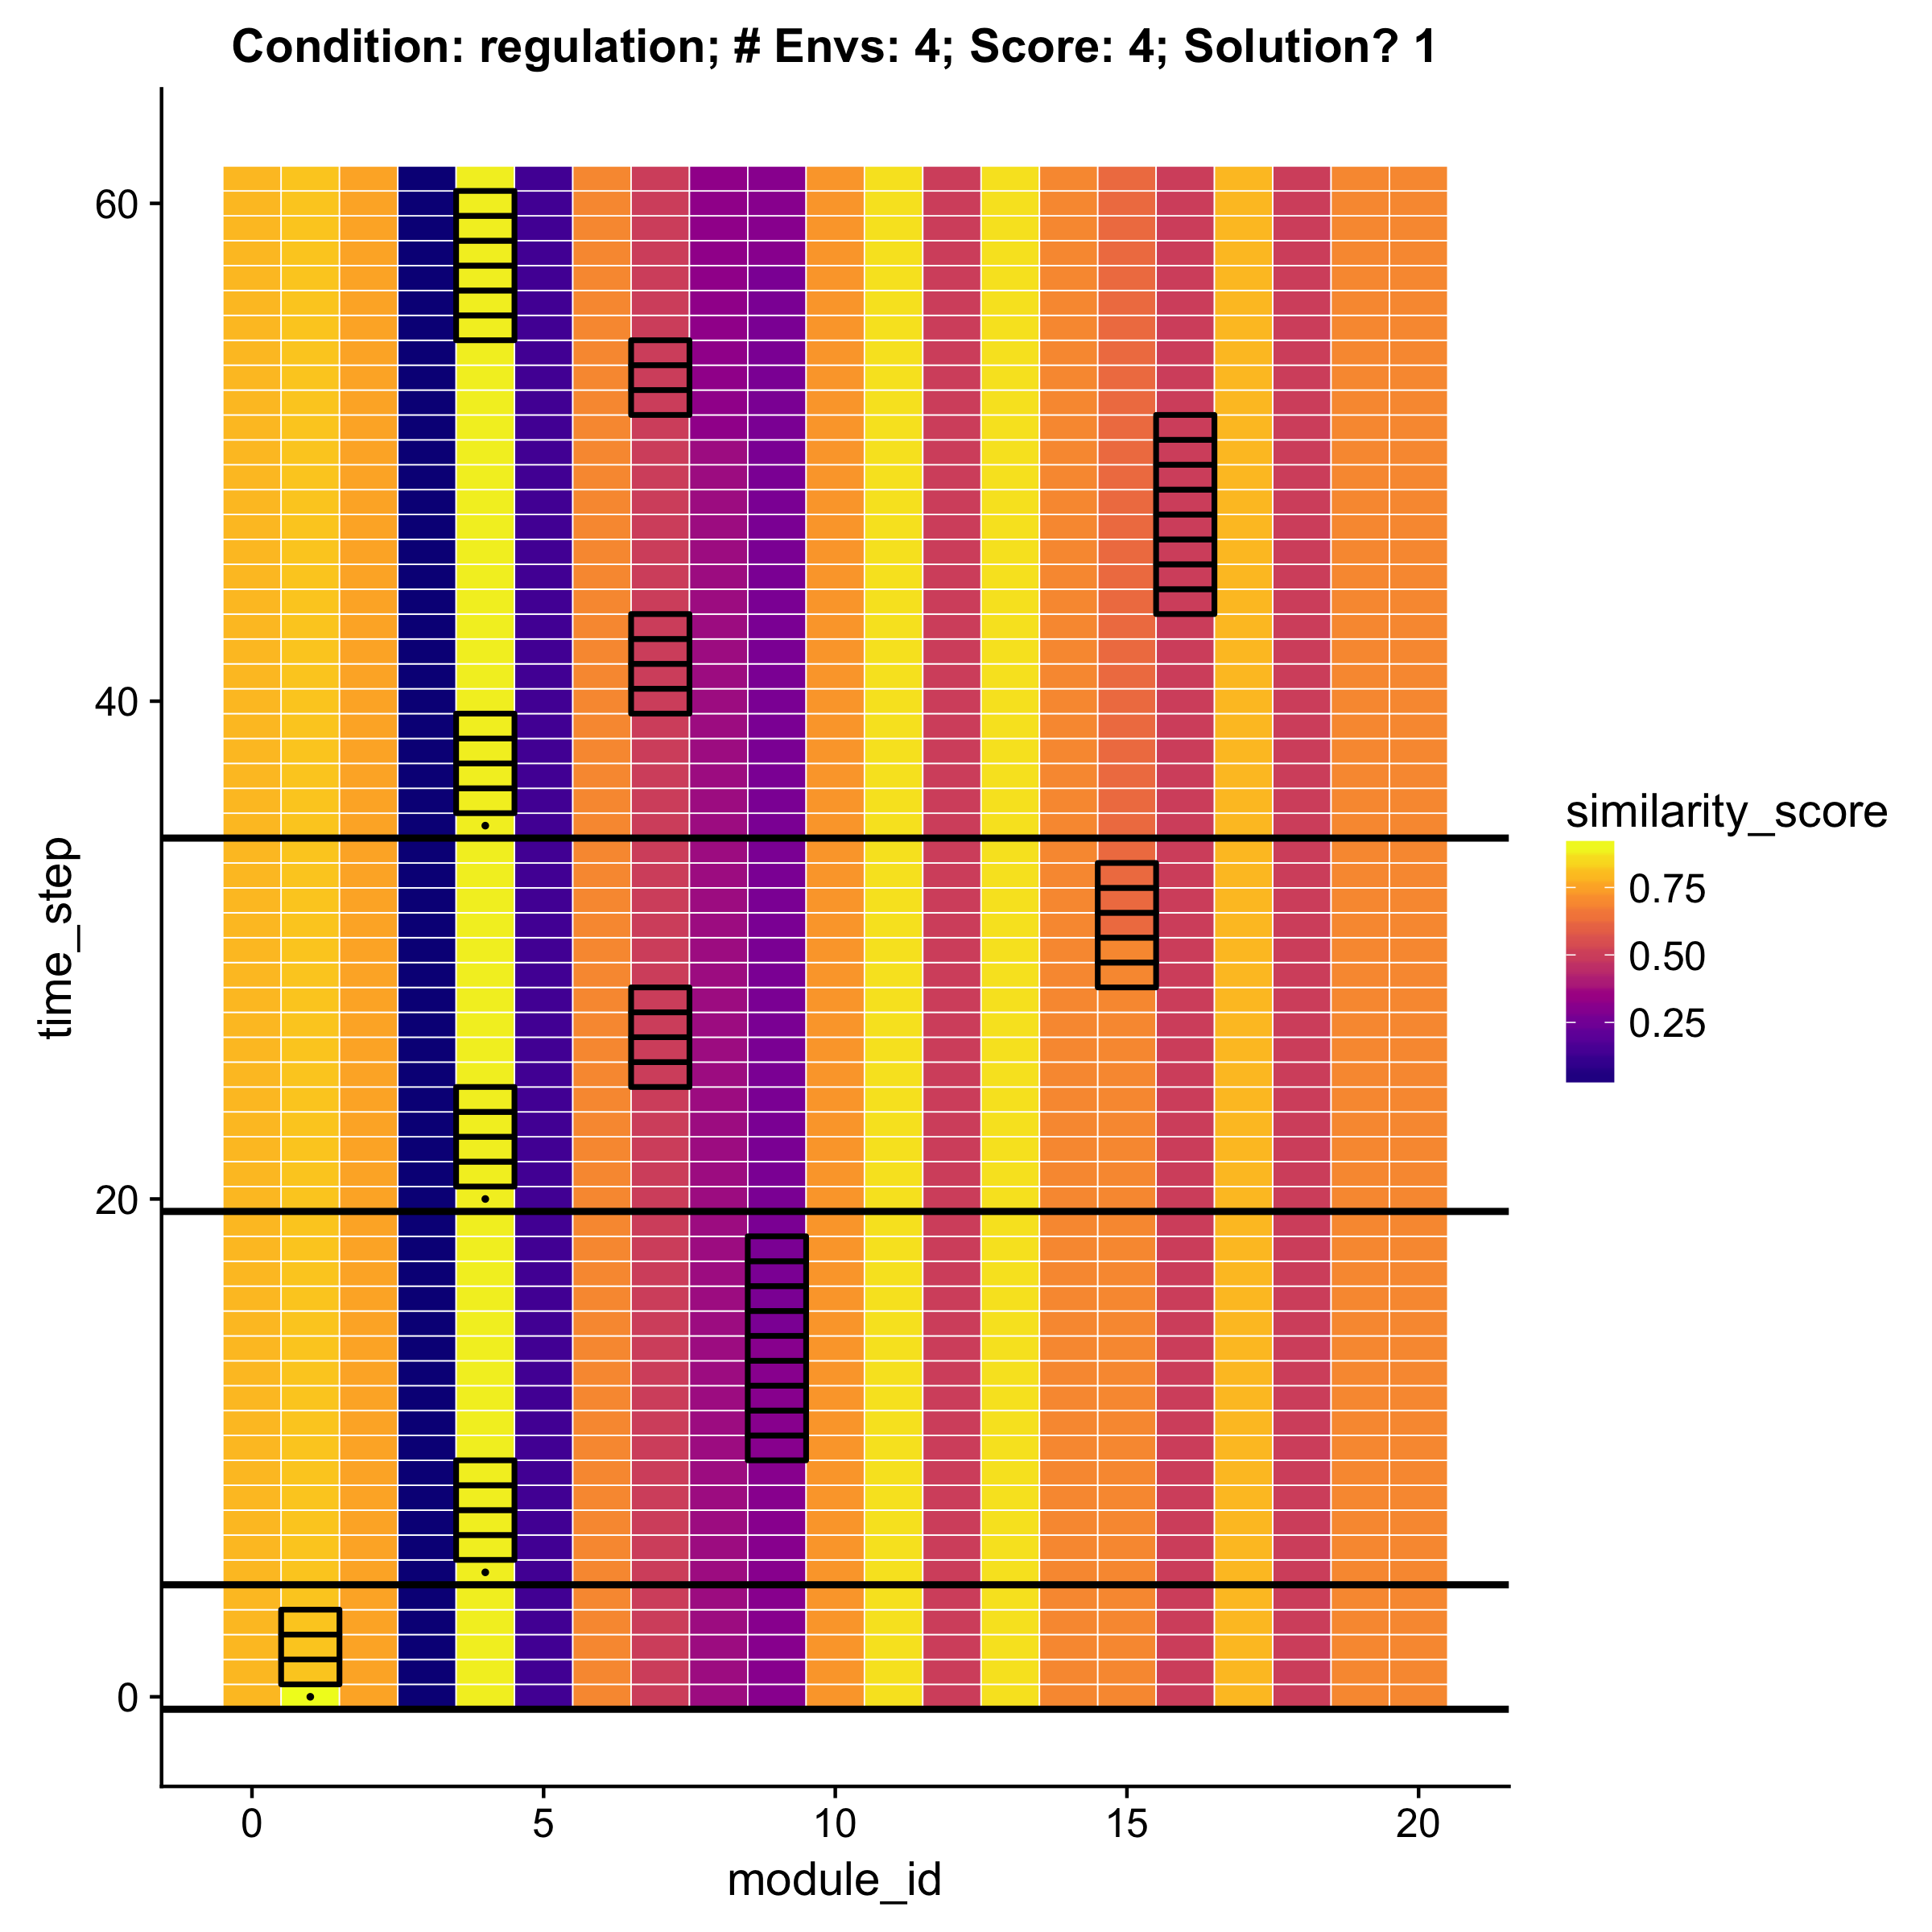 Condition: regulation; # Envs: 4; Score: 4; Solution? 1
60
40
20
0
time_step
0 5 10 15 20
module_id
similarity_score
0.75
0.50
0.25